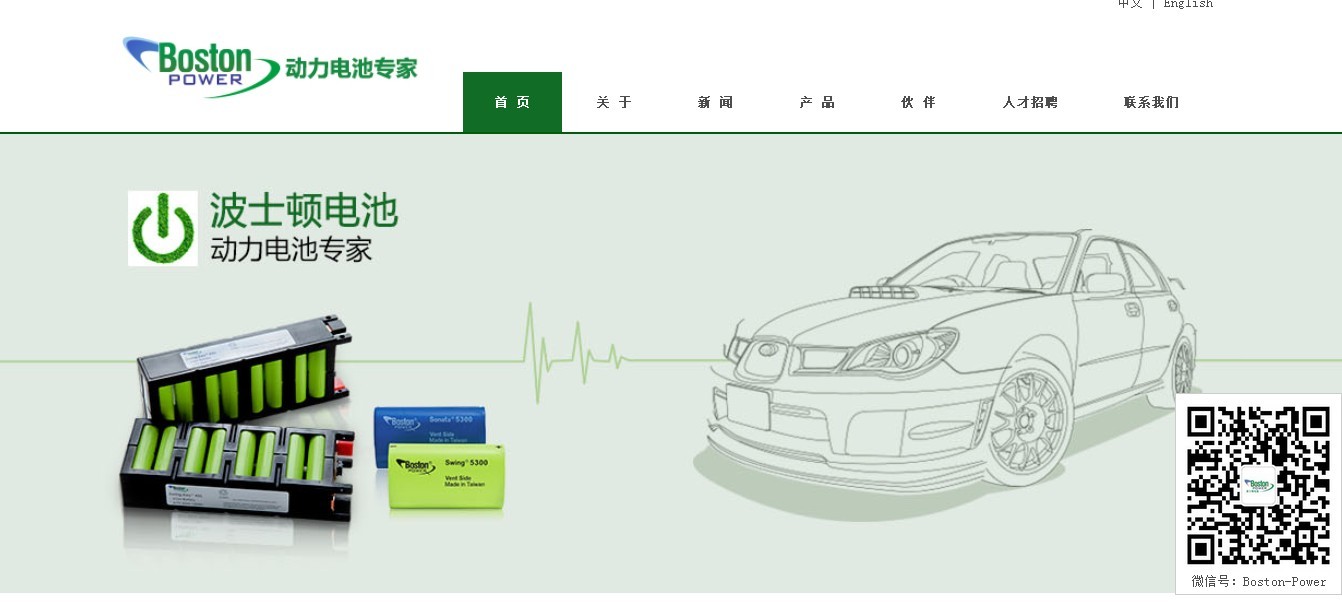 中文 | English
Boston
POWER
动力电池专家
首 页
关 于
新 闻
产 品
伙 伴
人才招聘
联系我们
波士顿电池
动力电池专家
Boston
POWER
Sonata® 5300
Vent Side
Made in Taiwan
Boston
POWER
Swing® 5300
Vent Side
Made in Taiwan
Boston
微信号: Boston-Power